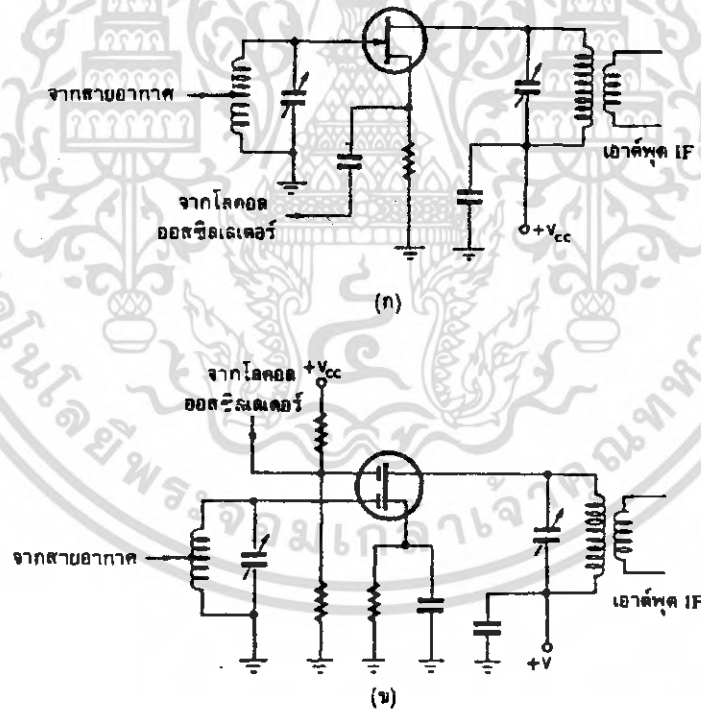 จากสายอากาศ
เอาต์พุต IF
จากโลคอล
ออสซิลเลเตอร์
+Vcc
(ก)
จากโลคอล
ออสซิลเลเตอร์
+Vcc
จากสายอากาศ
เอาต์พุต IF
+V
(ข)